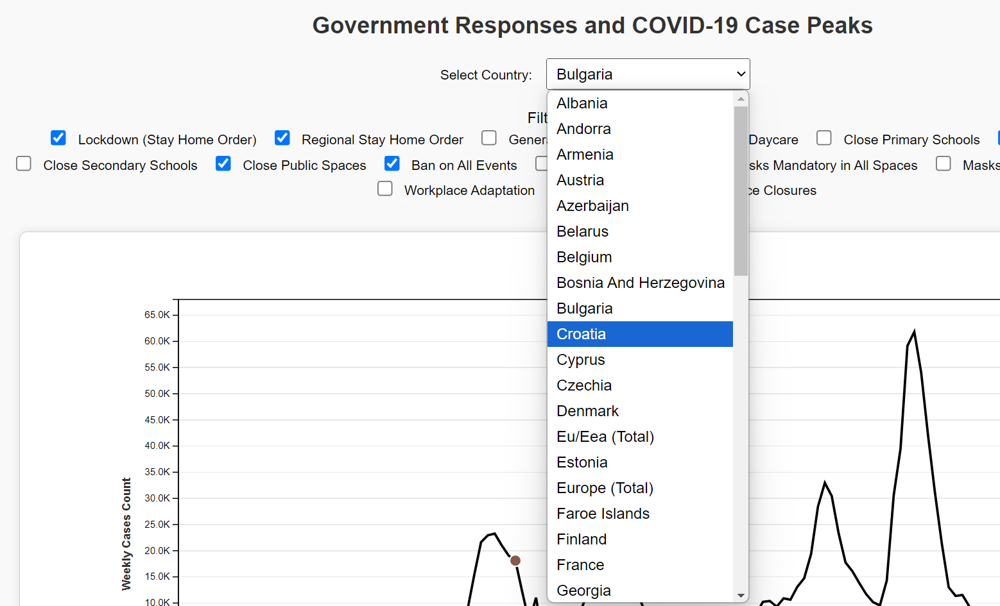 Government Responses and COVID-19 Case Peaks
Select Country: Bulgaria
Albania
Andorra
Armenia
Austria
Azerbaijan
Belarus
Belgium
Bosnia And Herzegovina
Bulgaria
Croatia
Cyprus
Czechia
Denmark
Eu/Eea (Total)
Estonia
Europe (Total)
Faroe Islands
Finland
France
Georgia
Filt
Lockdown (Stay Home Order) Regional Stay Home Order Genera Daycare Close Primary Schools
Close Secondary Schools Close Public Spaces Ban on All Events sks Mandatory in All Spaces Masks
Workplace Adaptation ce Closures
65.0K
60.0K
55.0K
50.0K
45.0K
40.0K
35.0K
30.0K
25.0K
20.0K
15.0K
10.0K
Weekly Cases Count